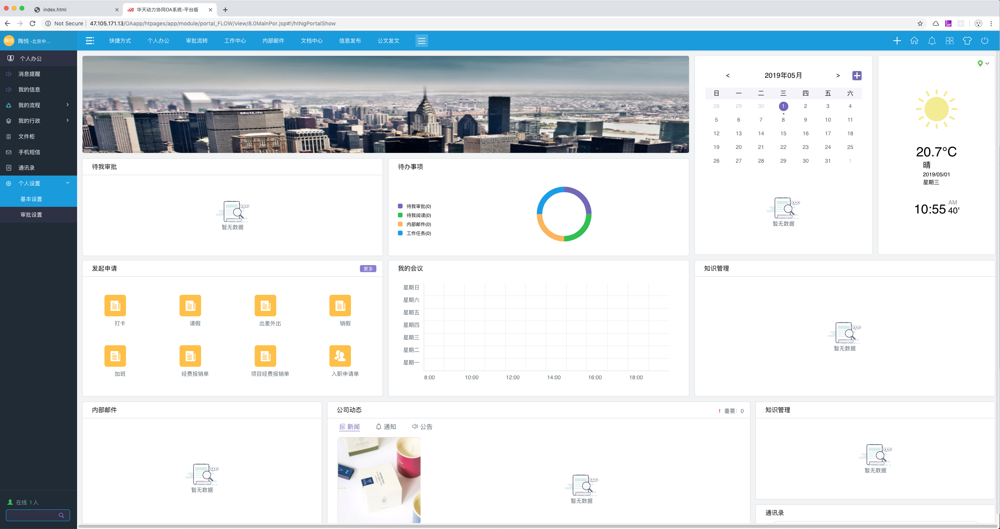 index.html
华天动力协同OA系统-平台版
Not Secure
47.105.171.13/OAapp/htpages/app/module/portal_FLOW/view/8.0MainPor.jsp#!/htNgPortalShow
RP
陶悦
陶悦 -北京中...
快捷方式 个人办公 审批流转 工作中心 内部邮件 文档中心 信息发布 公文发文
个人办公
消息提醒
我的信息
我的流程
我的行政
文件柜
手机短信
通讯录
个人设置
基本设置
审批设置
在线 1 人
MetLife
< 2019年05月 >
日 一 二 三 四 五 六
28 29 30 1 2 3 4
5 6 7 8 9 10 11
12 13 14 15 16 17 18
19 20 21 22 23 24 25
26 27 28 29 30 31 1
暂无数据
20.7°C
晴
2019/05/01
星期三
10:55 AM 40'
待我审批
暂无数据
待办事项
待我审批(0)
待我阅读(0)
内部邮件(0)
工作任务(0)
发起申请
更多
打卡 请假 出差外出 销假
加班 经费报销单 项目经费报销单 入职申请单
我的会议
星期日
星期六
星期五
星期四
星期三
星期二
星期一
8:00 10:00 12:00 14:00 16:00 18:00
知识管理
暂无数据
内部邮件
暂无数据
公司动态
! 重要：0
新闻 通知 公告
暂无数据
知识管理
暂无数据
通讯录